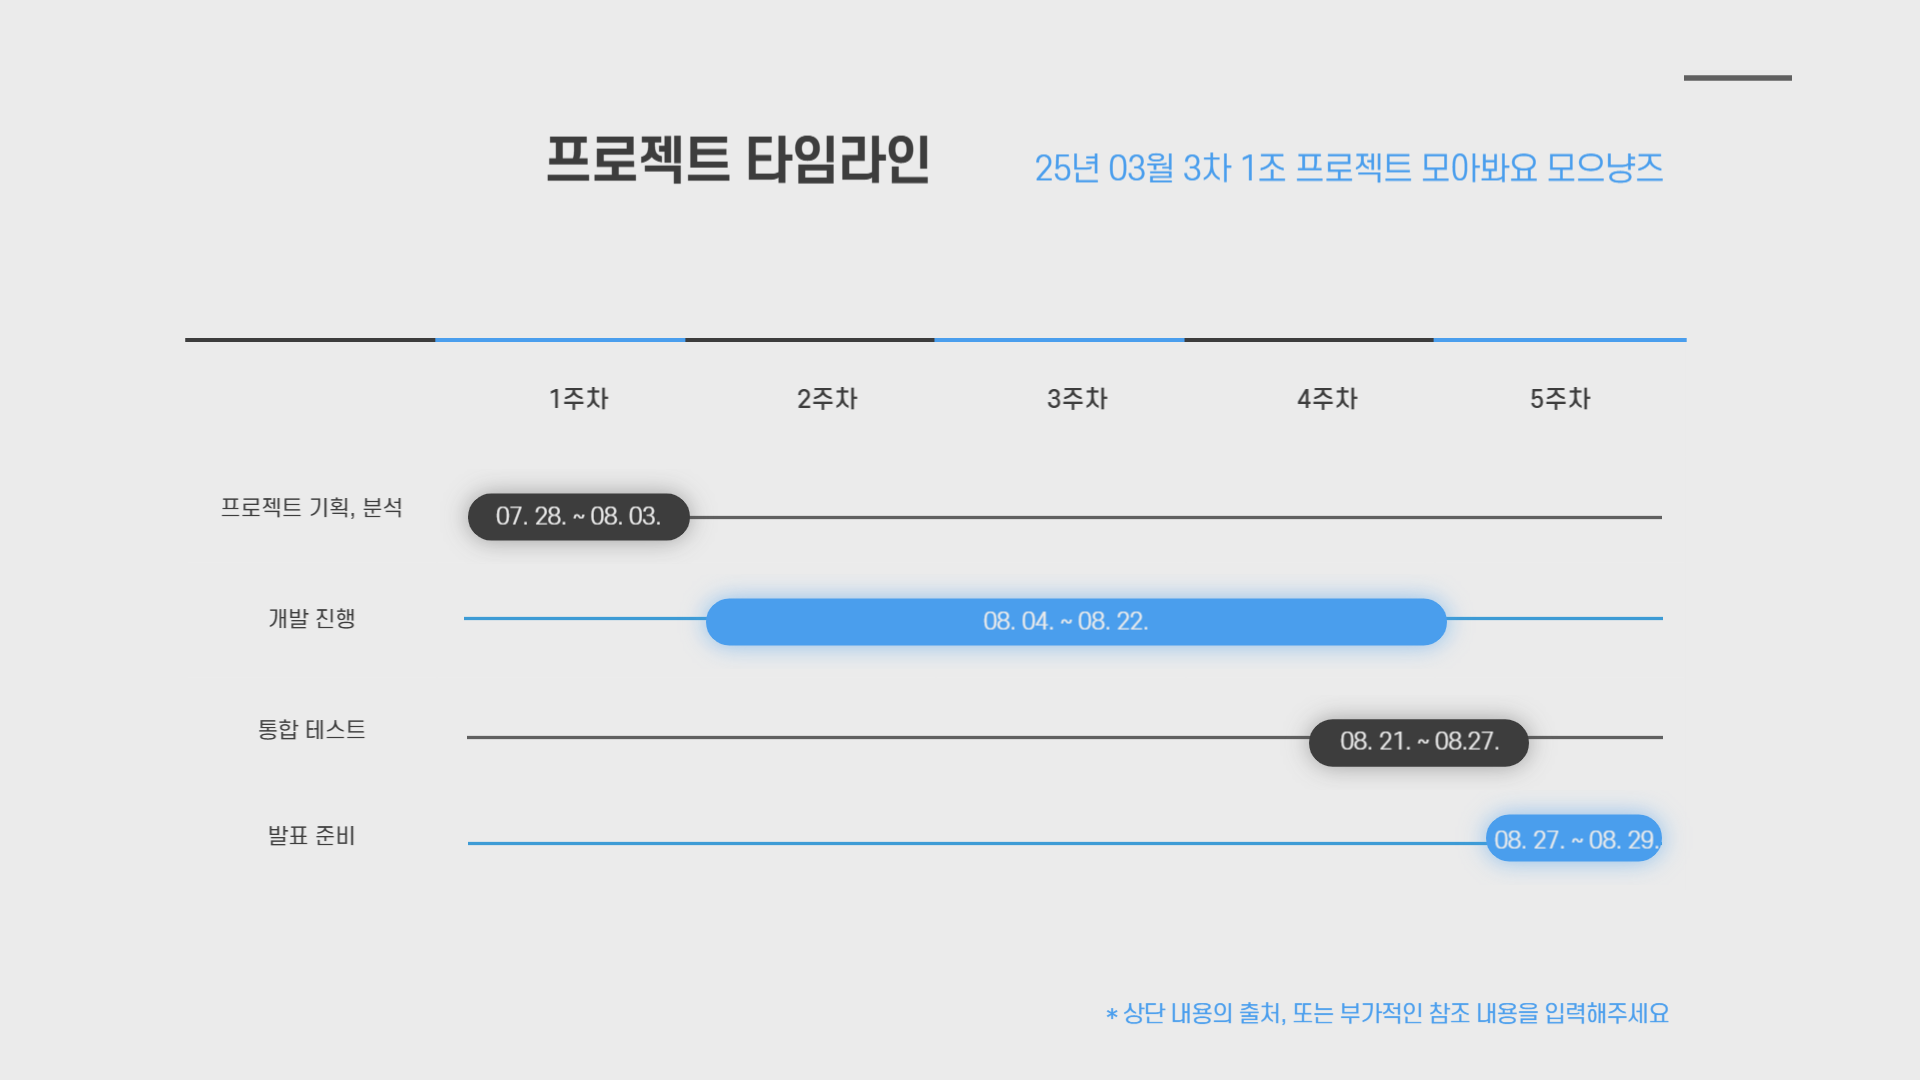 프로젝트 타임라인
25년 03월 3차 1조 프로젝트 모아봐요 모으냥즈
1주차 2주차 3주차 4주차 5주차
프로젝트 기획, 분석
07. 28. ~ 08. 03.
개발 진행
08. 04. ~ 08. 22.
통합 테스트
08. 21. ~ 08.27.
발표 준비
08. 27. ~ 08. 29.
* 상단 내용의 출처, 또는 부가적인 참조 내용을 입력해주세요